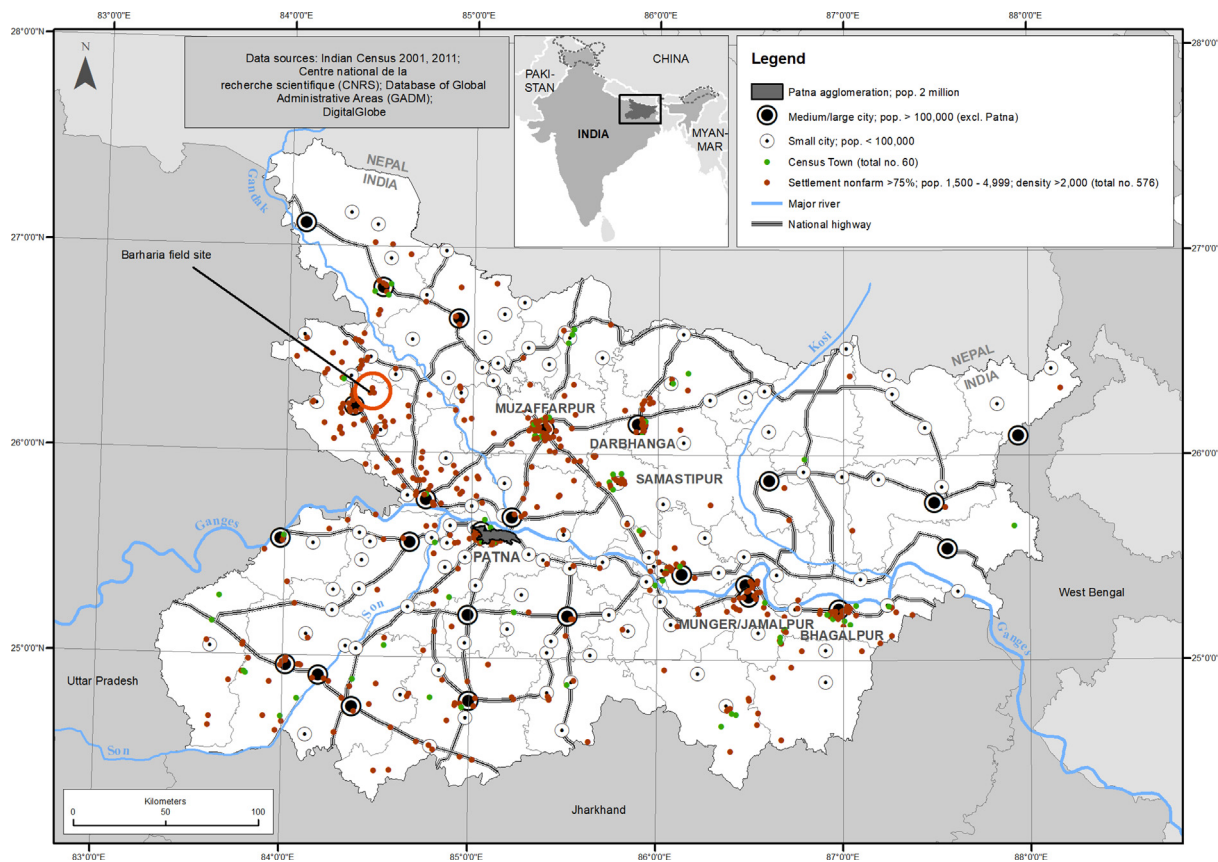 83°0'0"E
84°0'0"E
85°0'0"E
86°0'0"E
87°0'0"E
88°0'0"E
28°0'0"N
28°0'0"N
N
Data sources: Indian Census 2001, 2011;
Centre national de la
recherche scientifique (CNRS); Database of Global
Administrative Areas (GADM);
DigitalGlobe
PAKI-
STAN
CHINA
INDIA
MYAN-
MAR
Legend
Patna agglomeration; pop. 2 million
Medium/large city; pop. > 100,000 (excl. Patna)
Small city; pop. < 100,000
Census Town (total no. 60)
Settlement nonfarm >75%; pop. 1,500 - 4,999; density >2,000 (total no. 576)
Major river
National highway
NEPAL
INDIA
Gandak
27°0'0"N
27°0'0"N
Barharia field site
Kosi
NEPAL
INDIA
MUZAFFARPUR
DARBHANGA
26°0'0"N
26°0'0"N
SAMASTIPUR
Ganges
PATNA
Son
West Bengal
MUNGER/JAMALPUR
BHAGALPUR
Ganges
25°0'0"N
25°0'0"N
Uttar Pradesh
Son
Kilometers
0
50
100
Jharkhand
83°0'0"E
84°0'0"E
85°0'0"E
86°0'0"E
87°0'0"E
88°0'0"E